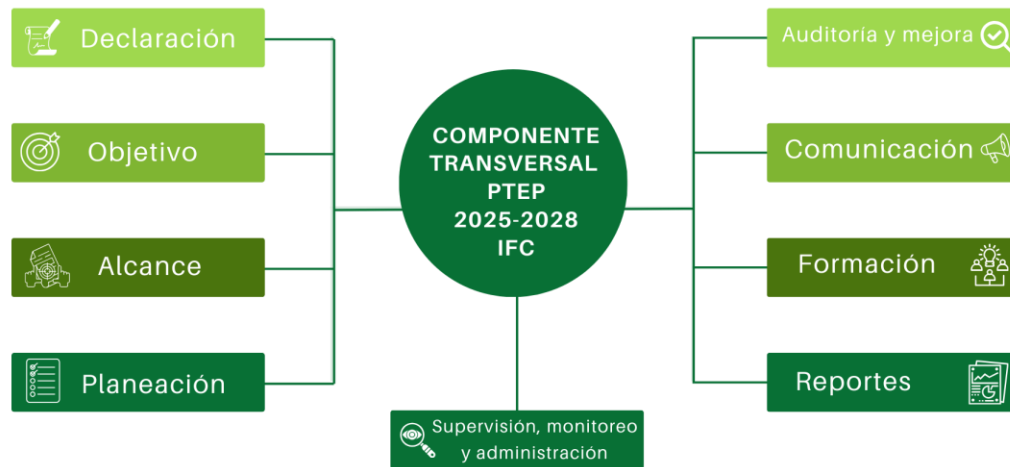 Declaración
Objetivo
Alcance
Planeación
COMPONENTE
TRANSVERSAL
PTEP
2025-2028
IFC
Supervisión, monitoreo
y administración
Auditoría y mejora
Comunicación
Formación
Reportes